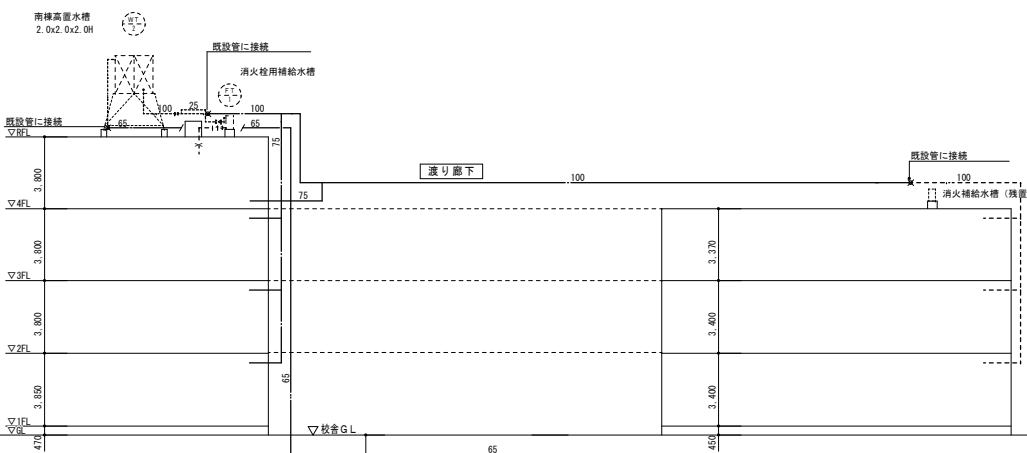 南棟高置水槽
2.0x2.0x2.0H
WT
2
既設管に接続
消火栓用補給水槽
FT
1
100
25
100
既設管に接続
65
65
▽RFL
75
渡り廊下
既設管に接続
3,800
100
100
75
消火補給水槽（残置
▽4FL
3,800
3,370
▽3FL
3,800
3,400
▽2FL
65
3,850
3,400
▽1FL
▽GL
▽校舎GL
470
65
450